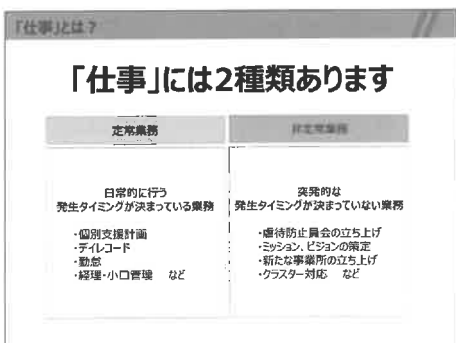 「仕事」とは?
「仕事」には2種類あります
定常業務
非定常業務
日常的に行う
発生タイミングが決まっている業務
・個別支援計画
・デイレコード
・勤怠
・経理・小口管理 など
突発的な
発生タイミングが決まっていない業務
・虐待防止員会の立ち上げ
・ミッション、ビジョンの策定
・新たな事業所の立ち上げ
・クラスター対応 など